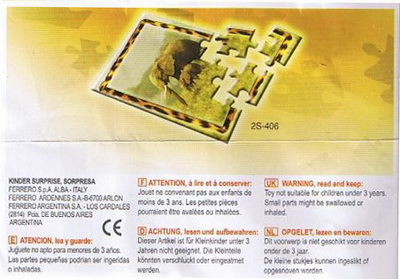 2S-406
KINDER SURPRISE, SORPRESA
FERRERO S.p.A. ALBA - ITALY
FERRERO ARDENNES S.A.-B-6700 ARLON
FERRERO ARGENTINA S.A. - LOS CARDALES
(2814) Pcia. DE BUENOS AIRES
ARGENTINA
CE
E ATENCION, lea y guarde:
Juguete no apto para menores de 3 años.
Las partes pequeñas podrian ser ingeridas
o inhaladas.
F ATTENTION, à lire et à conserver:
Jouet ne convenant pas aux enfants de
moins de 3 ans. Les petites pièces
pourraient être avalées ou inhalées.
D ACHTUNG, lesen und aufbewahren:
Dieser Artikel ist für Kleinkinder unter 3
Jahren nicht geeignet. Die Kleinteile
könnten verschluckt oder eingeatmet
werden.
UK WARNING, read and keep:
Toy not suitable for children under 3 years.
Small parts might be swallowed or
inhaled.
NL OPGELET, lezen en bewaren:
Dit voorwerp is niet geschikt voor kinderen
onder de 3 jaar.
De kleine stukjes kunnen ingeslikt of
opgesnoven worden.